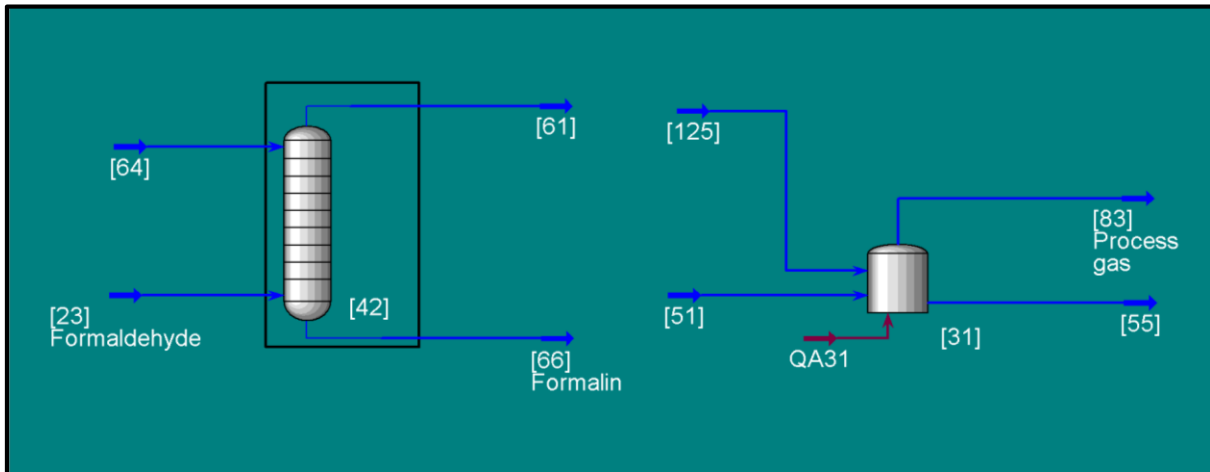 [64]
[61]
[23]
Formaldehyde
[42]
[66]
Formalin
[125]
[51]
QA31
[83]
Process
gas
[31]
[55]